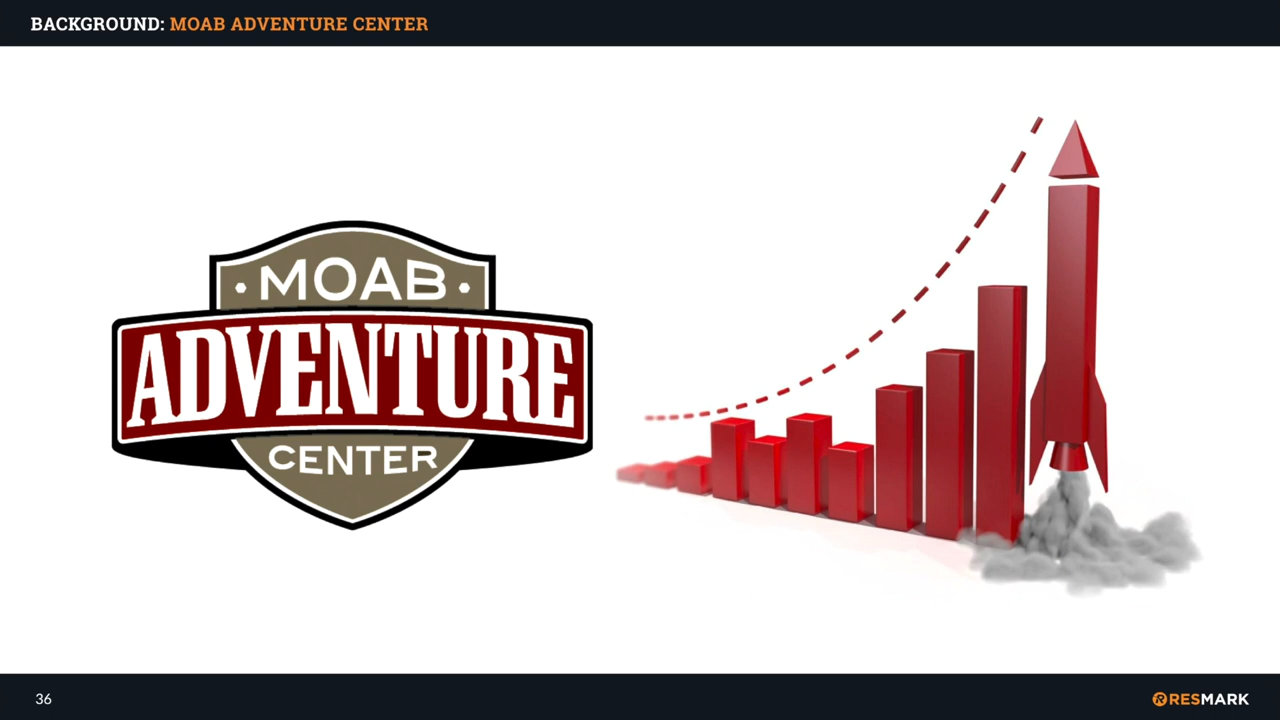 BACKGROUND: MOAB ADVENTURE CENTER
· MOAB ·
ADVENTURE
CENTER
36
RESMARK